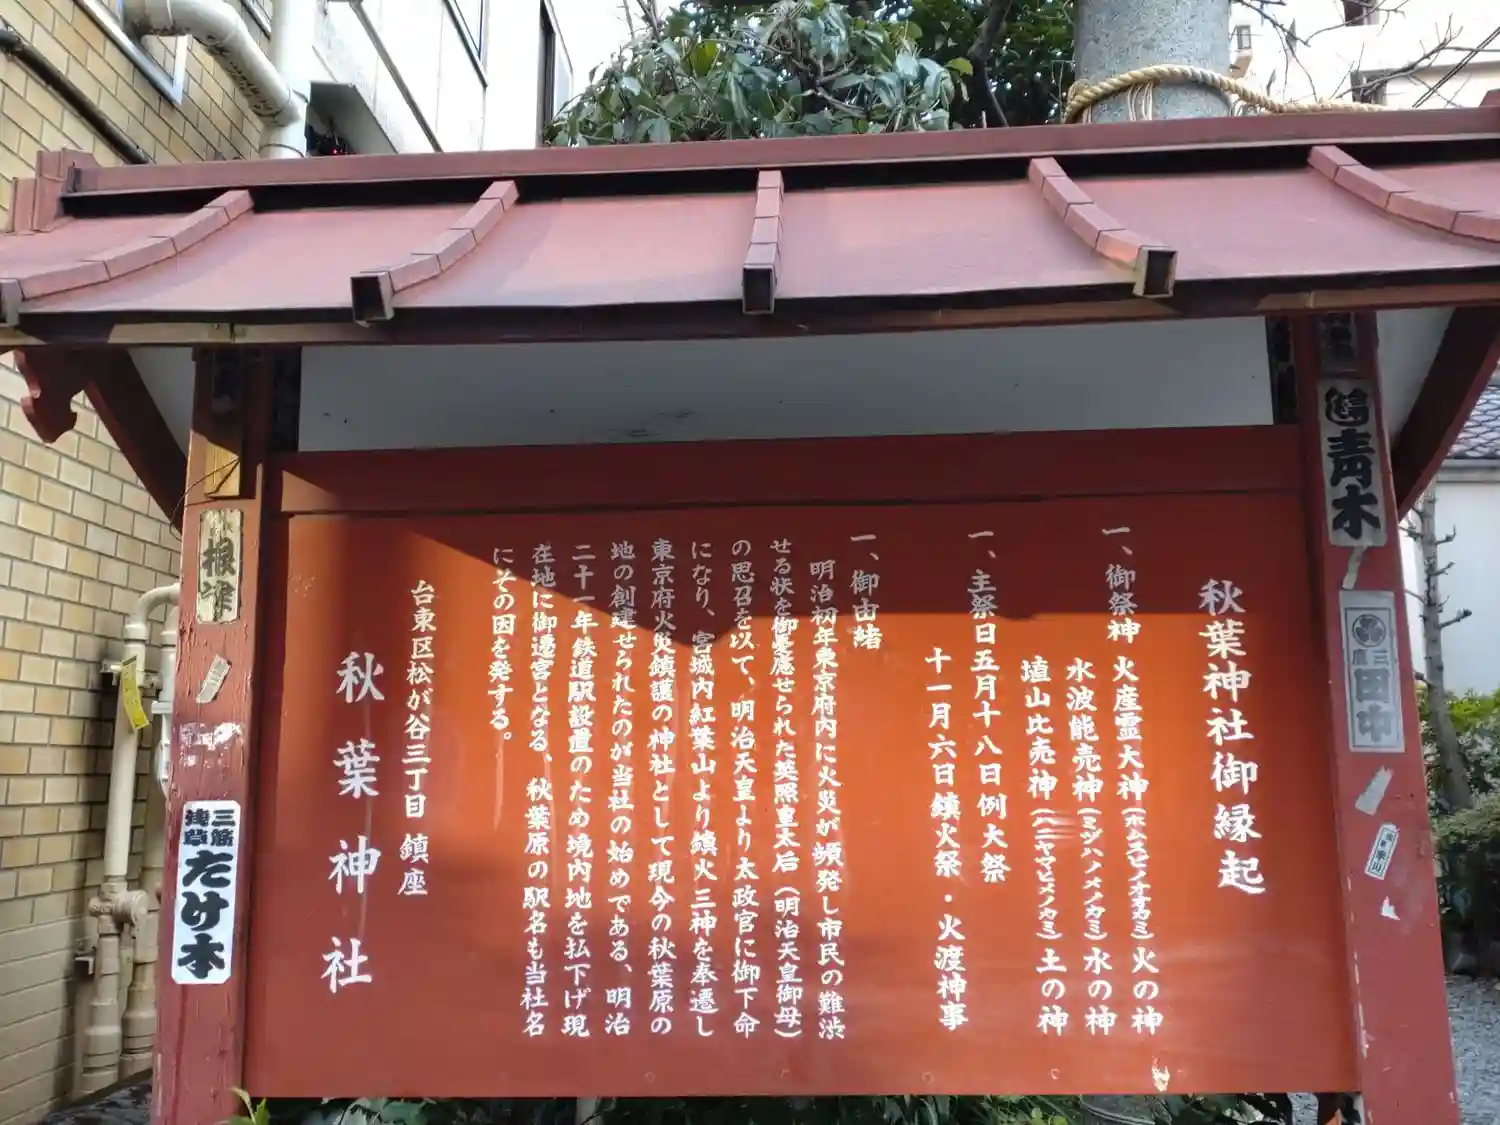 秋葉神社御縁起
一、御祭神 火産霊大神(ホムスビノオオカミ)火の神
水波能売神(ミジハノメノカミ)水の神
埴山比売神(ハニヤマヒメノカミ)土の神
一、主祭日五月十八日例大祭
十一月六日鎮火祭・火渡神事
一、御由緒
明治初年東京府内に火災が頻発し市民の難渋
せる状を御憂慮せられた英照皇太后(明治天皇御母)
の思召を以て、明治天皇より太政官に御下命
になり、宮城内紅葉山より鎮火三神を奉遷し
東京府火災鎮護の神社として現今の秋葉原の
地の創建せられたのが当社の始めである、明治
二十一年鉄道駅設置のため境内地を払下げ現
在地に御遷宮となる、秋葉原の駅名も当社名
にその因を発する。
台東区松が谷三丁目 鎮座
秋葉神社
青木
三鷹
田中
根津
浅草
三筋
たけ本